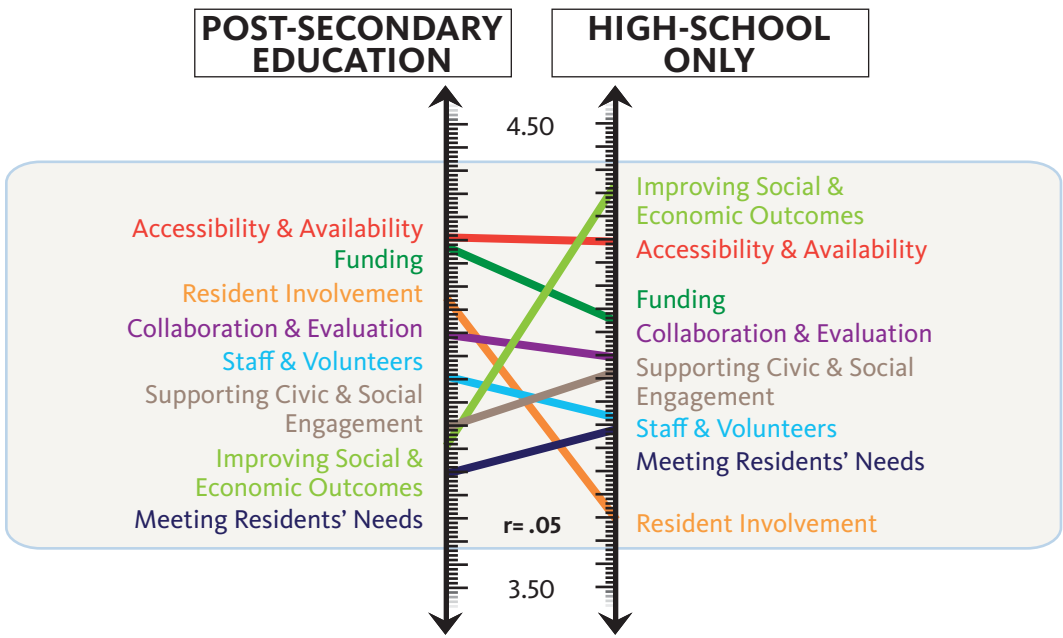 POST-SECONDARY
EDUCATION
HIGH-SCHOOL
ONLY
4.50
Accessibility & Availability
Funding
Resident Involvement
Collaboration & Evaluation
Staff & Volunteers
Supporting Civic & Social
Engagement
Improving Social &
Economic Outcomes
Meeting Residents’ Needs
Improving Social &
Economic Outcomes
Accessibility & Availability
Funding
Collaboration & Evaluation
Supporting Civic & Social
Engagement
Staff & Volunteers
Meeting Residents’ Needs
Resident Involvement
r= .05
3.50